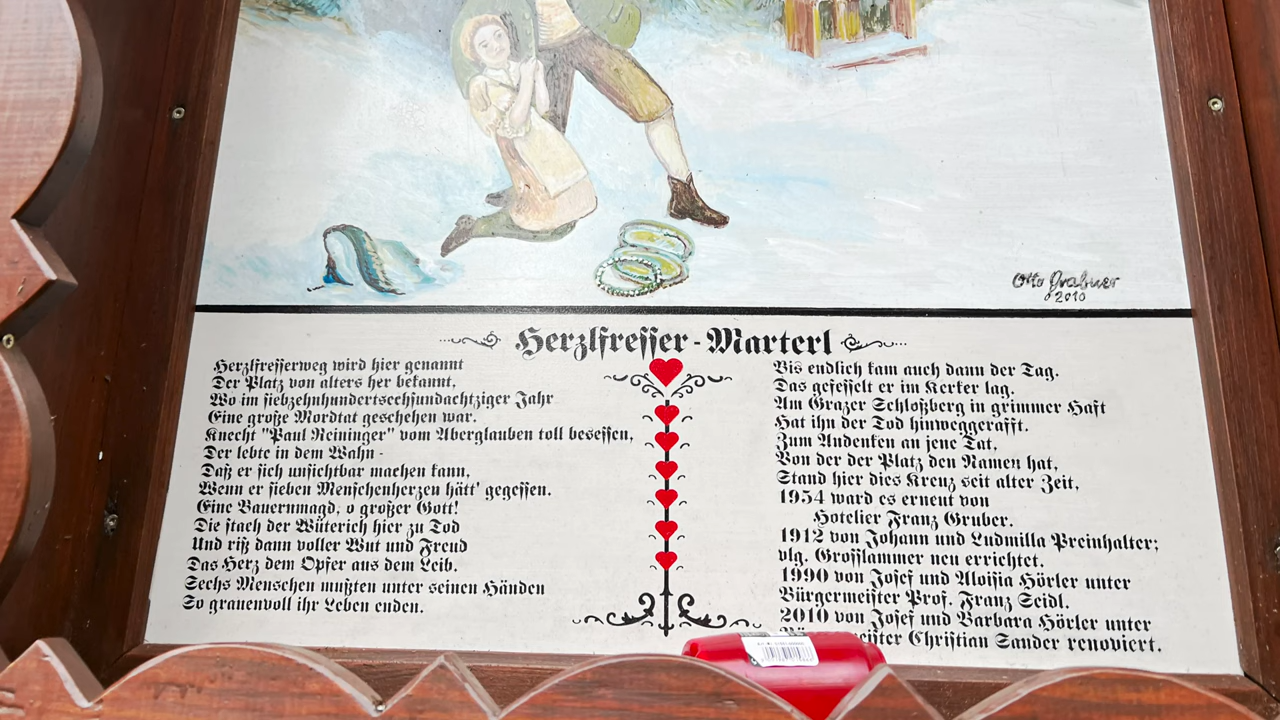 Otto Grabner
2010
Herzlfresser-Marterl
Herzlfresserweg wird hier genannt
Der Platz von alters her bekannt,
Wo im siebzehnhundertsechsundachtziger Jahr
Eine große Mordtat geschehen war.
Knecht "Paul Reininger" vom Aberglauben toll besessen,
Der lebte in dem Wahn -
Daß er sich unsichtbar machen kann,
Wenn er sieben Menschenherzen hätt' gegessen.
Eine Bauernmagd, o großer Gott!
Die stach der Wüterich hier zu Tod
Und riß dann voller Wut und Freud
Das Herz dem Opfer aus dem Leib.
Sechs Menschen mußten unter seinen Händen
So grauenvoll ihr Leben enden.
Bis endlich kam auch dann der Tag.
Das gefesselt er im Kerker lag.
Am Grazer Schloßberg in grimmer Haft
Hat ihn der Tod hinweggerafft.
Zum Andenken an jene Tat,
Von der der Platz den Namen hat,
Stand hier dies Kreuz seit alter Zeit,
1954 ward es erneut von
Hotelier Franz Gruber.
1912 von Johann und Ludmilla Preinhalter;
vlg. Grosslammer neu errichtet.
1990 von Josef und Aloisia Hörler unter
Bürgermeister Prof. Franz Seidl.
2010 von Josef und Barbara Hörler unter
Christian Sander renoviert.